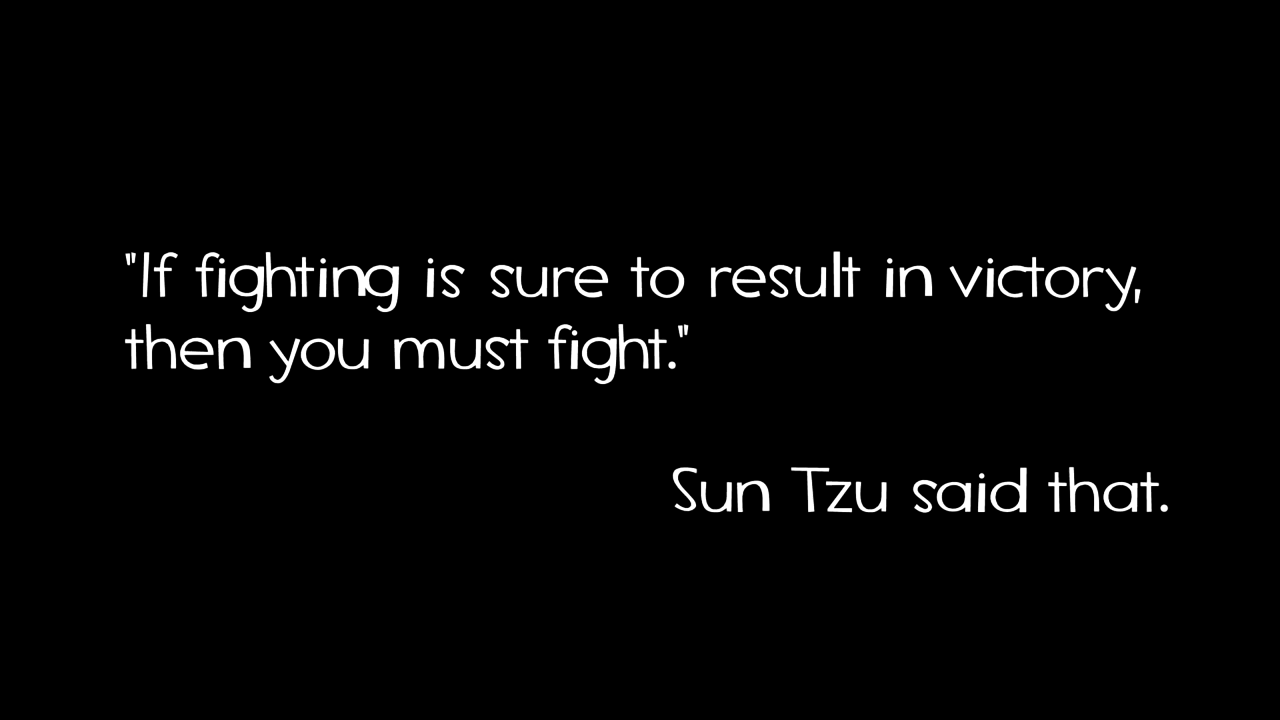 "If fighting is sure to result in victory,
then you must fight."
Sun Tzu said that.